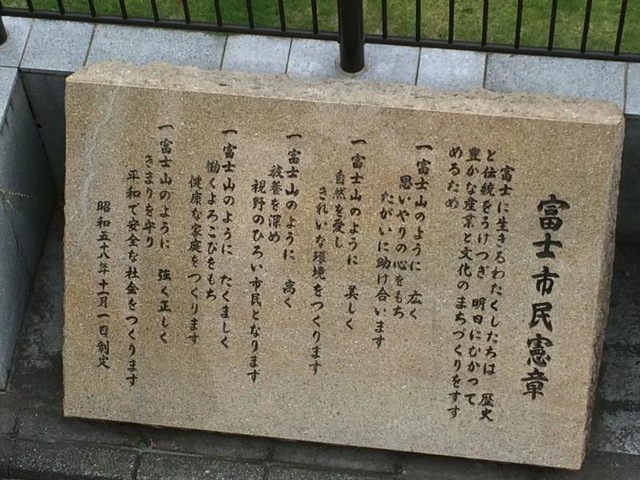 富士市民憲章
富士に生きるわたくしたちは 歴史
と伝統をうけつぎ 明日にむかって
豊かな産業と文化のまちづくりをすす
めるため
一 富士山のように 広く
思いやりの心をもち
たがいに助け合います
一 富士山のように 美しく
自然を愛し
きれいな環境をつくります
一 富士山のように 高く
教養を深め
視野のひろい市民となります
一 富士山のように たくましく
働くよろこびをもち
健康な家庭をつくります
一 富士山のように 強く正しく
きまりを守り
平和で安全な社会をつくります
昭和五十八年十一月一日制定